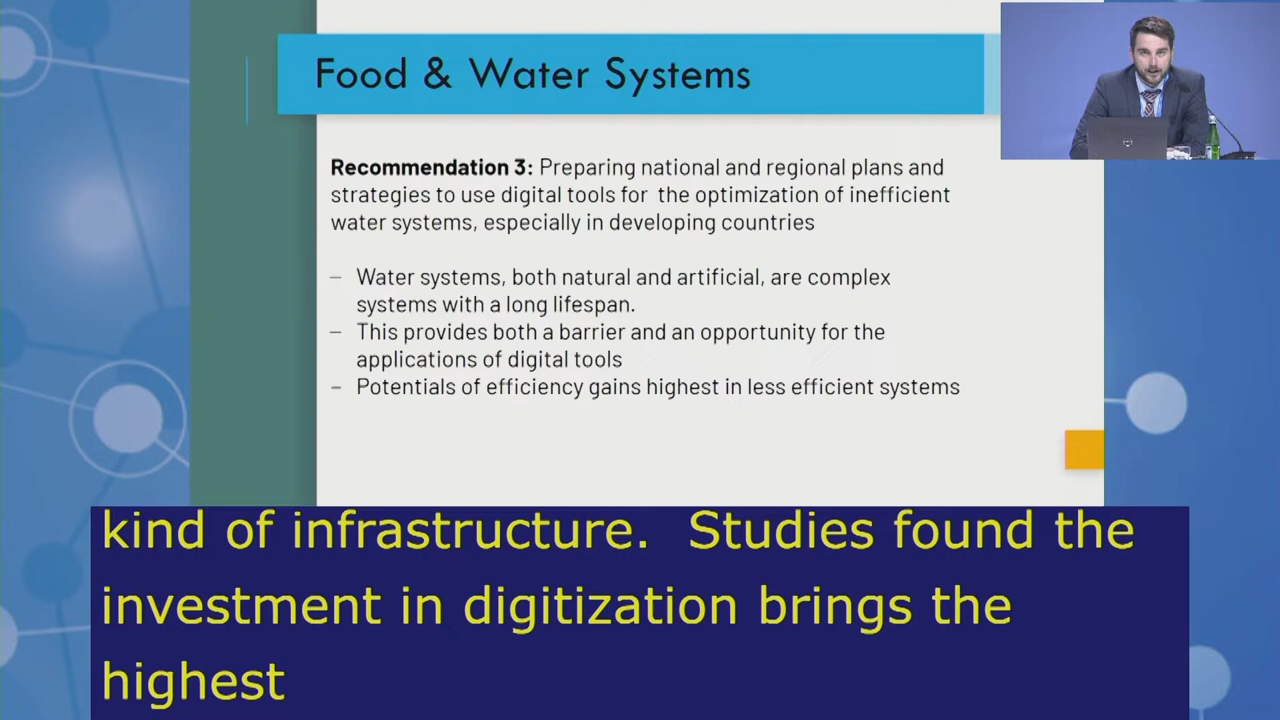 Food & Water Systems
Recommendation 3: Preparing national and regional plans and
strategies to use digital tools for the optimization of inefficient
water systems, especially in developing countries
– Water systems, both natural and artificial, are complex
systems with a long lifespan.
– This provides both a barrier and an opportunity for the
applications of digital tools
– Potentials of efficiency gains highest in less efficient systems
kind of infrastructure. Studies found the
investment in digitization brings the
highest